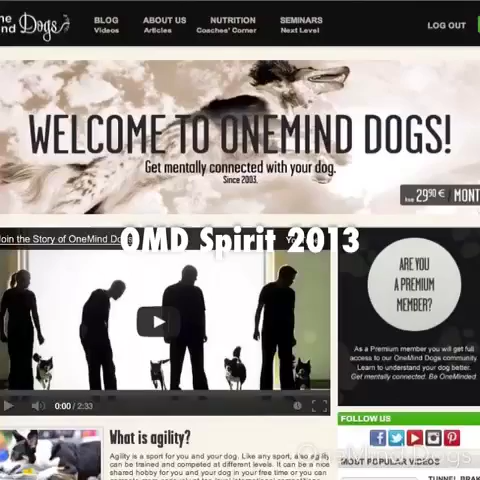 Dogs
BLOG
Videos
ABOUT US
Articles
NUTRITION
Coaches' Corner
SEMINARS
Next Level
LOG OUT
WELCOME TO ONEMIND DOGS!
Get mentally connected with your dog.
Since 2003.
29.90 € MONT
Join the Story of OneMind Dogs
OMD Spirit 2013
0:00 / 2:33
ARE YOU
A PREMIUM
MEMBER?
As a Premium member you will get full
access to our OneMind Dogs community.
Learn to understand your dog better.
Get mentally connected. Be OneMinded
FOLLOW US
What is agility?
Agility is a sport for you and your dog. Like any sport, also agility
can be trained and competed at different levels. It can be a nice
shared hobby for you and your dog in your free time or you can
OneMind Dogs
MOST POPULAR VIDEOS
TUNNEL BRAK